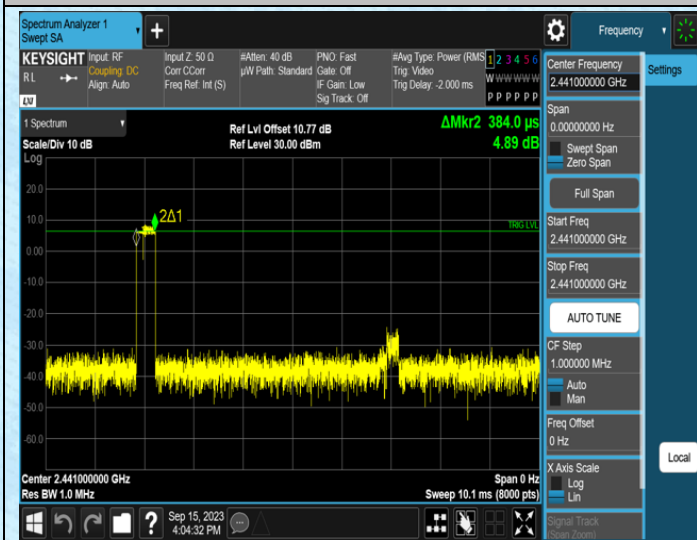 Spectrum Analyzer 1
Swept SA
Frequency
KEYSIGHT
R L
LXI
Input: RF
Coupling: DC
Align: Auto
Input Z: 50 Ω
Corr CCorr
Freq Ref: Int (S)
#Atten: 40 dB
µW Path: Standard
PNO: Fast
Gate: Off
IF Gain: Low
Sig Track: Off
#Avg Type: Power (RMS
Trig: Video
Trig Delay: -2.000 ms
1 2 3 4 5 6
W W W W W W
P P P P P P
1 Spectrum
Scale/Div 10 dB
Log
Ref Lvl Offset 10.77 dB
Ref Level 30.00 dBm
ΔMkr2 384.0 µs
4.89 dB
20.0
10.0
0.00
-10.0
-20.0
-30.0
-40.0
-50.0
-60.0
2Δ1
TRIG LVL
Center 2.441000000 GHz
Res BW 1.0 MHz
Span 0 Hz
Sweep 10.1 ms (8000 pts)
Sep 15, 2023
4:04:32 PM
Center Frequency
2.441000000 GHz
Span
0.00000000 Hz
Swept Span
Zero Span
Full Span
Start Freq
2.441000000 GHz
Stop Freq
2.441000000 GHz
AUTO TUNE
CF Step
1.000000 MHz
Auto
Man
Freq Offset
0 Hz
X Axis Scale
Log
Lin
Signal Track
(Span Zoom)
Settings
Local